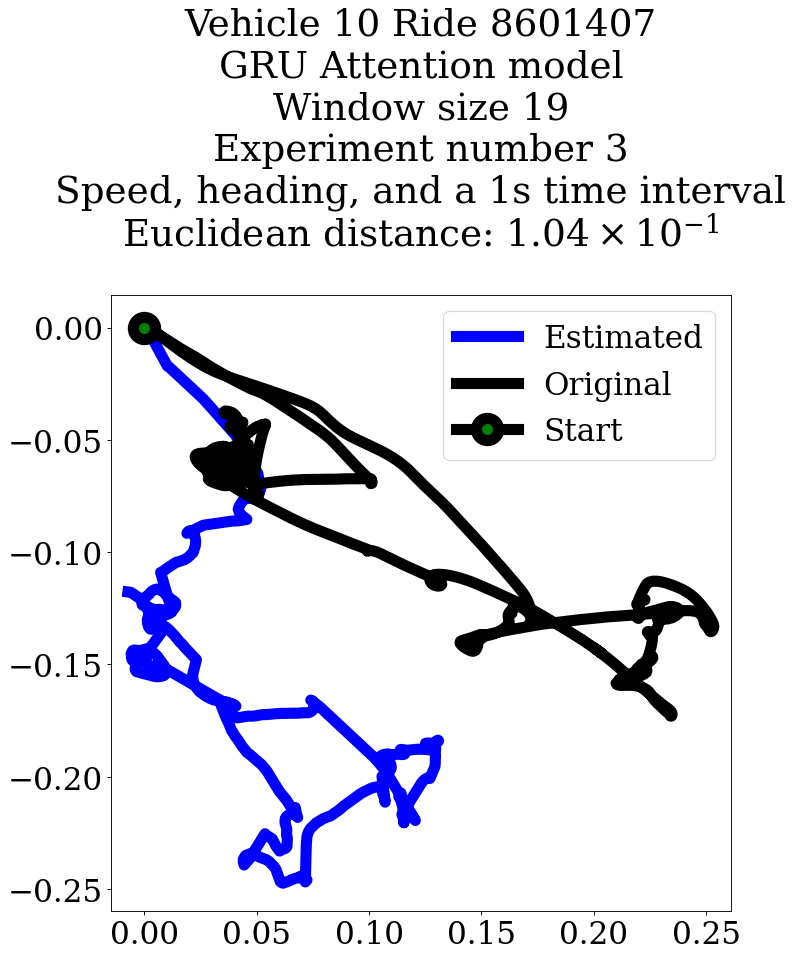 Vehicle 10 Ride 8601407
GRU Attention model
Window size 19
Experiment number 3
Speed, heading, and a 1s time interval
Euclidean distance: 1.04 × 10⁻¹
Estimated
Original
Start
0.00
−0.05
−0.10
−0.15
−0.20
−0.25
0.00 0.05 0.10 0.15 0.20 0.25